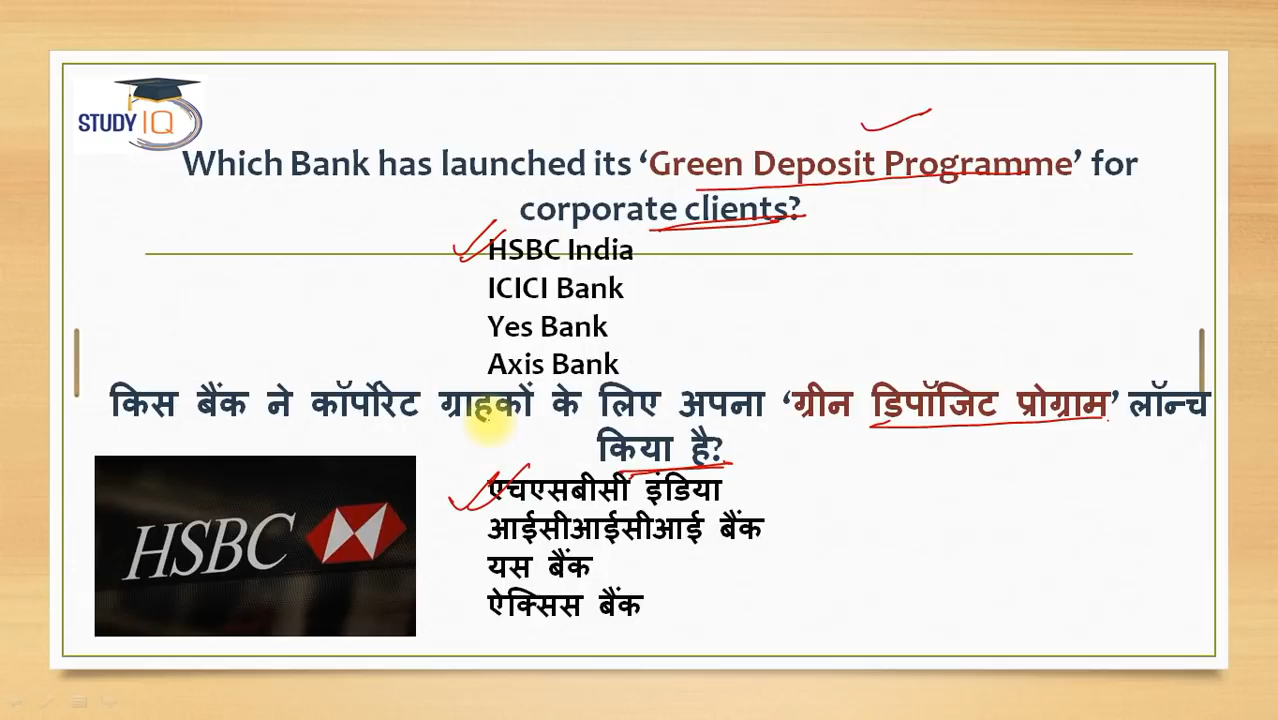 STUDY IQ
Which Bank has launched its ‘Green Deposit Programme’ for
corporate clients?
HSBC India
ICICI Bank
Yes Bank
Axis Bank
किस बैंक ने कॉर्पोरेट ग्राहकों के लिए अपना ‘ग्रीन डिपॉजिट प्रोग्राम’ लॉन्च
किया है?
एचएसबीसी इंडिया
आईसीआईसीआई बैंक
यस बैंक
ऐक्सिस बैंक
HSBC